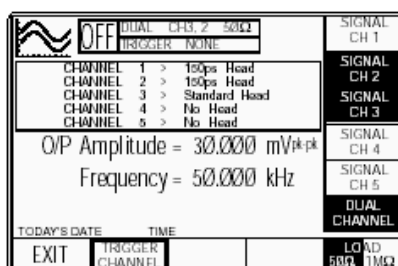 OFF
DUAL CH3, 2 50Ω
TRIGGER NONE
CHANNEL 1 > 150ps Head
CHANNEL 2 > 150ps Head
CHANNEL 3 > Standard Head
CHANNEL 4 > No Head
CHANNEL 5 > No Head
O/P Amplitude = 30.000 mVpk-pk
Frequency = 50.000 kHz
TODAY'S DATE TIME
EXIT
TRIGGER
CHANNEL
SIGNAL
CH 1
SIGNAL
CH 2
SIGNAL
CH 3
SIGNAL
CH 4
SIGNAL
CH 5
DUAL
CHANNEL
LOAD
50Ω 1MΩ